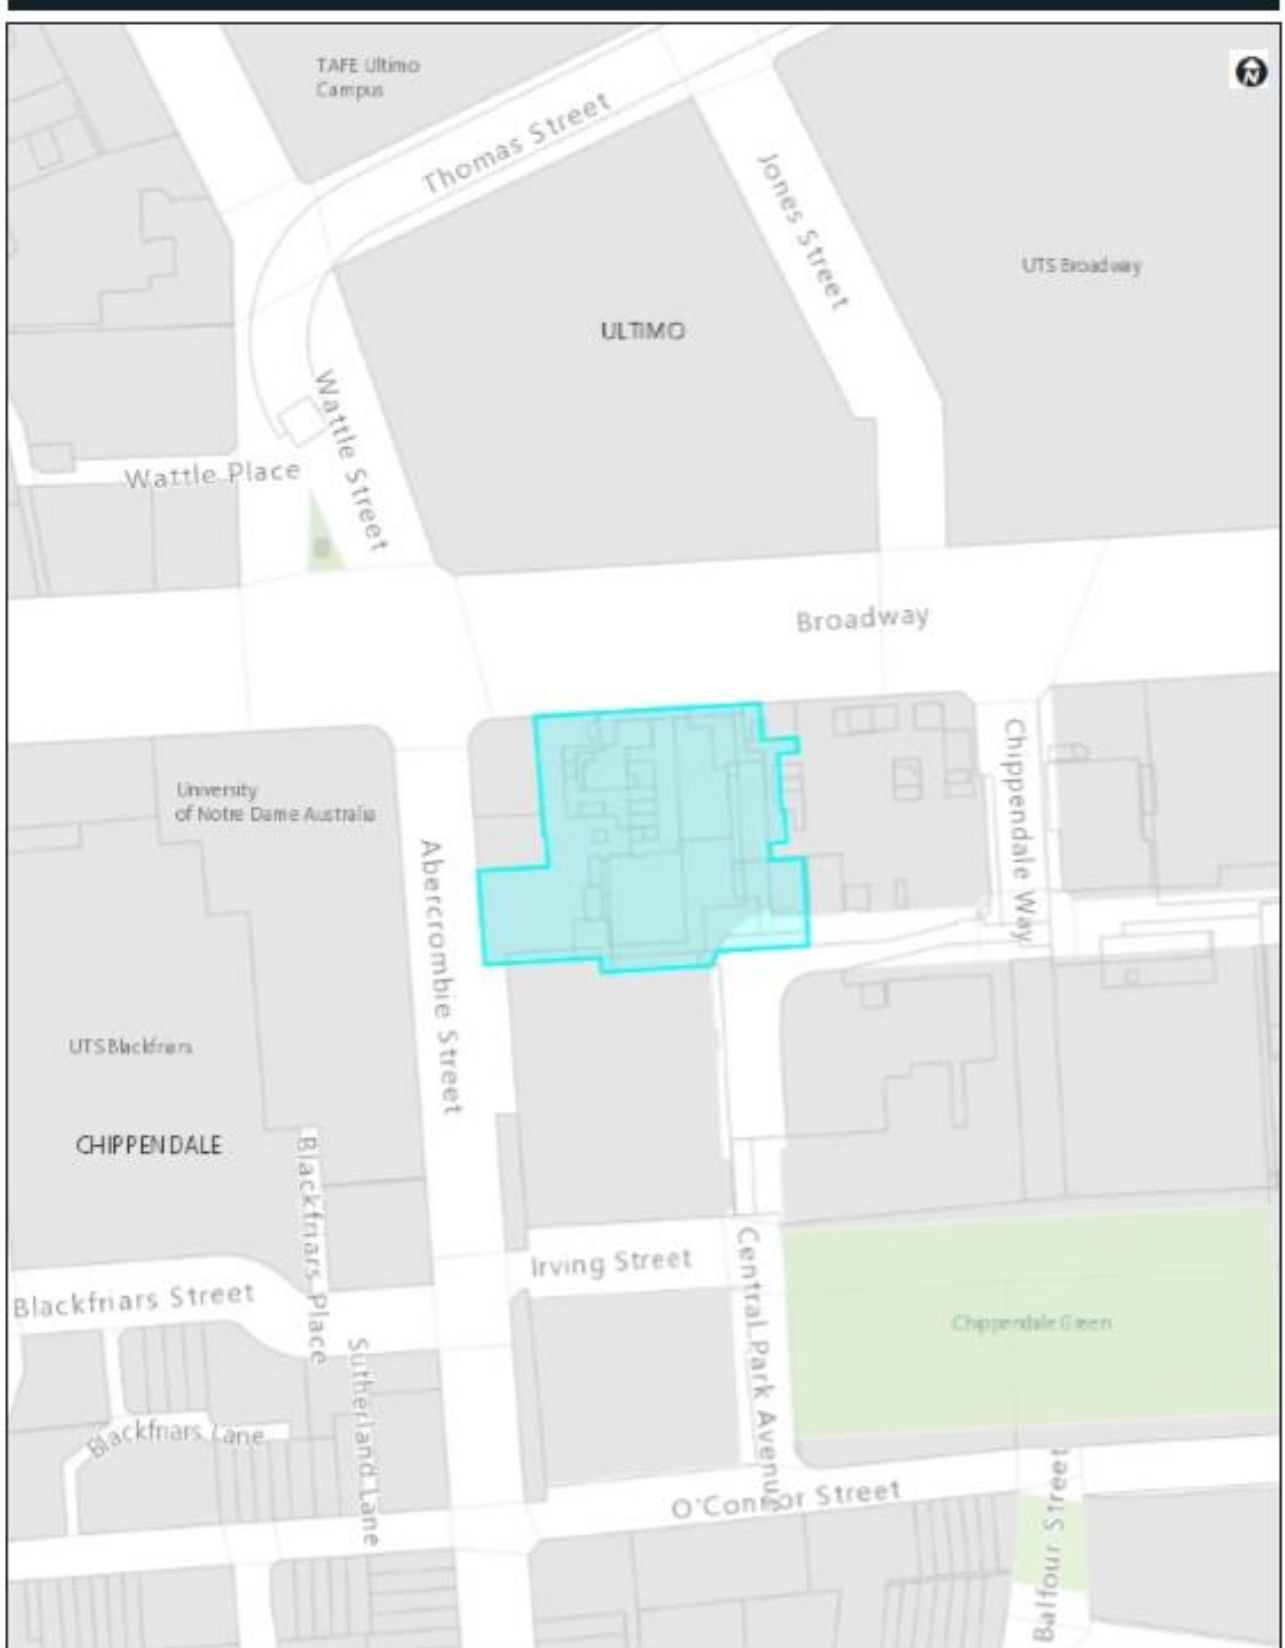 TAFE Ultimo
Campus
N
Thomas Street
Jones Street
UTS Broadway
ULTIMO
Wattle Street
Wattle Place
Broadway
Chippendale Way
University
of Notre Dame Australia
Abercrombie Street
UTS Blackfriars
CHIPPENDALE
Blackfriars Place
Irving Street
Central Park Avenue
Blackfriars Street
Chippendale Green
Sutherland Lane
Blackfriars Lane
O'Connor Street
Balfour Street